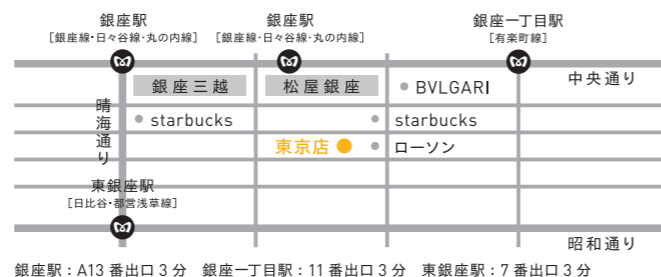 銀座駅
[銀座線・日々谷線・丸の内線]
銀座駅
[銀座線・日々谷線・丸の内線]
銀座一丁目駅
[有楽町線]
中央通り
銀座三越
松屋銀座
BVLGARI
晴海通り
starbucks
starbucks
東京店
ローソン
東銀座駅
[日比谷・都営浅草線]
昭和通り
銀座駅：A13 番出口 3 分　銀座一丁目駅：11 番出口 3 分　東銀座駅：7 番出口 3 分